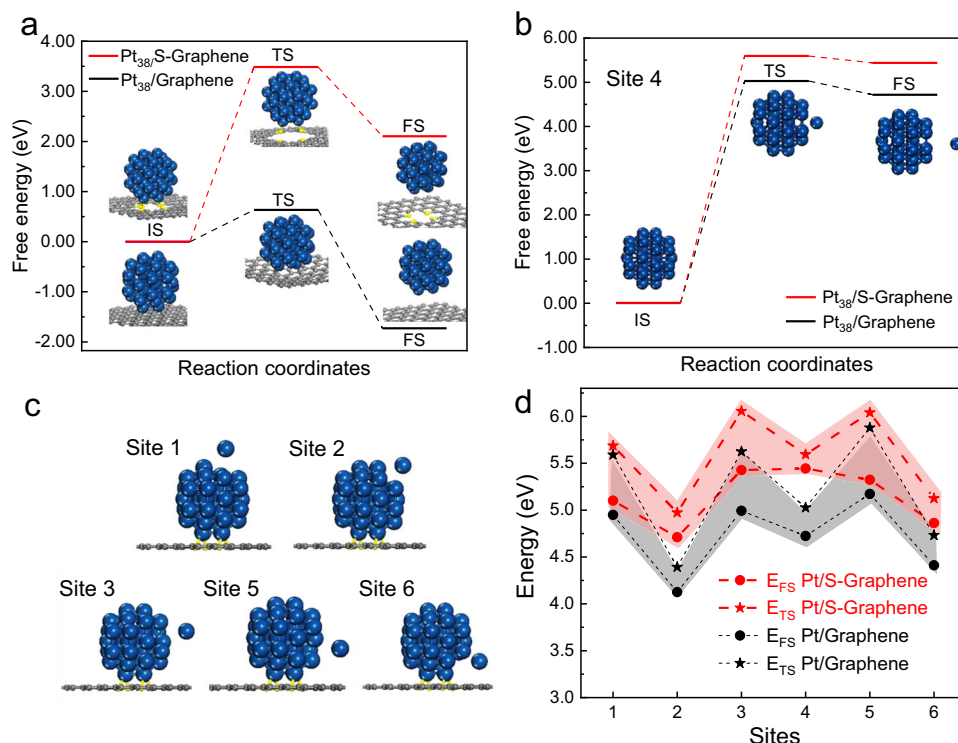 a
4.00
3.00
2.00
1.00
0.00
-1.00
-2.00
Free energy (eV)
Reaction coordinates
Pt38/S-Graphene
Pt38/Graphene
TS
FS
IS
TS
FS
b
6.00
5.00
4.00
3.00
2.00
1.00
0.00
-1.00
Free energy (eV)
Reaction coordinates
Site 4
TS
FS
IS
Pt38/S-Graphene
Pt38/Graphene
c
Site 1
Site 2
Site 3
Site 5
Site 6
d
6.0
5.5
5.0
4.5
4.0
3.5
3.0
Energy (eV)
EFS Pt/S-Graphene
ETS Pt/S-Graphene
EFS Pt/Graphene
ETS Pt/Graphene
1 2 3 4 5 6
Sites